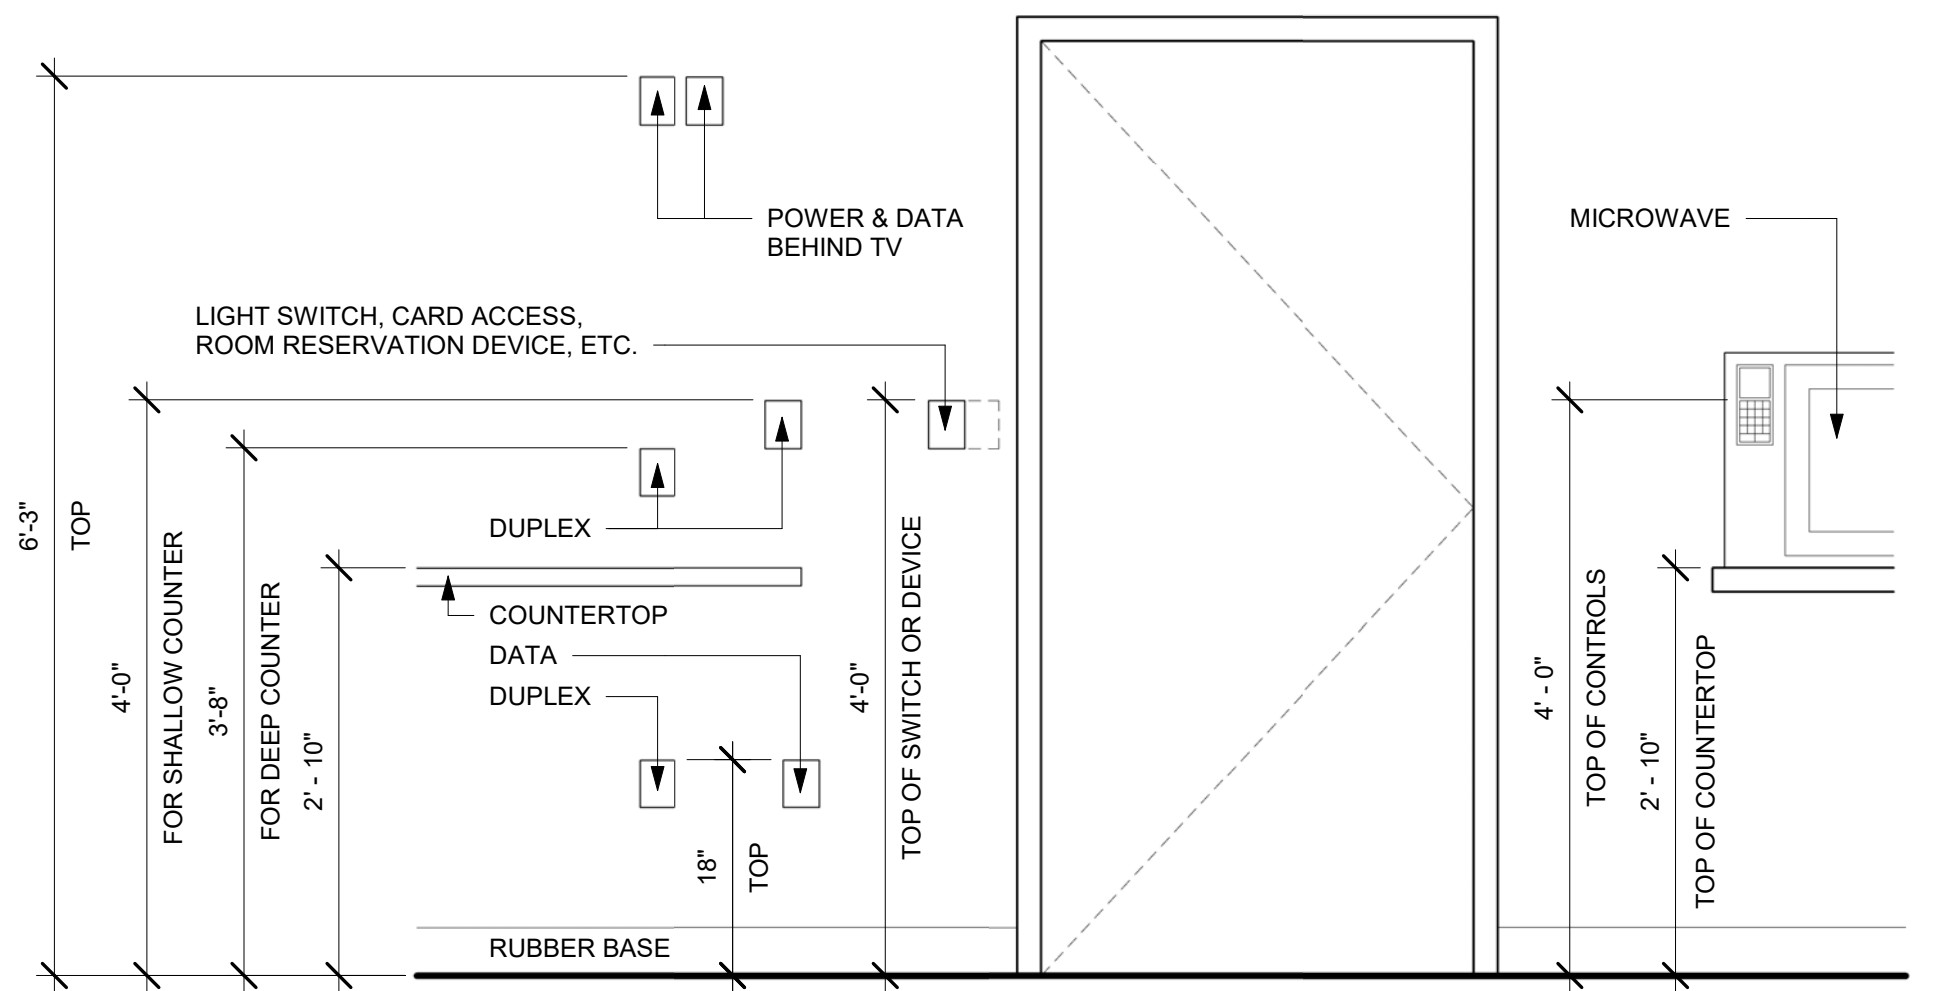 POWER & DATA
BEHIND TV
MICROWAVE
LIGHT SWITCH, CARD ACCESS,
ROOM RESERVATION DEVICE, ETC.
6'-3"
TOP
4'-0"
FOR SHALLOW COUNTER
3'-8"
FOR DEEP COUNTER
2' - 10"
DUPLEX
COUNTERTOP
DATA
DUPLEX
18"
TOP
4'-0"
TOP OF SWITCH OR DEVICE
4' - 0"
TOP OF CONTROLS
2' - 10"
TOP OF COUNTERTOP
RUBBER BASE